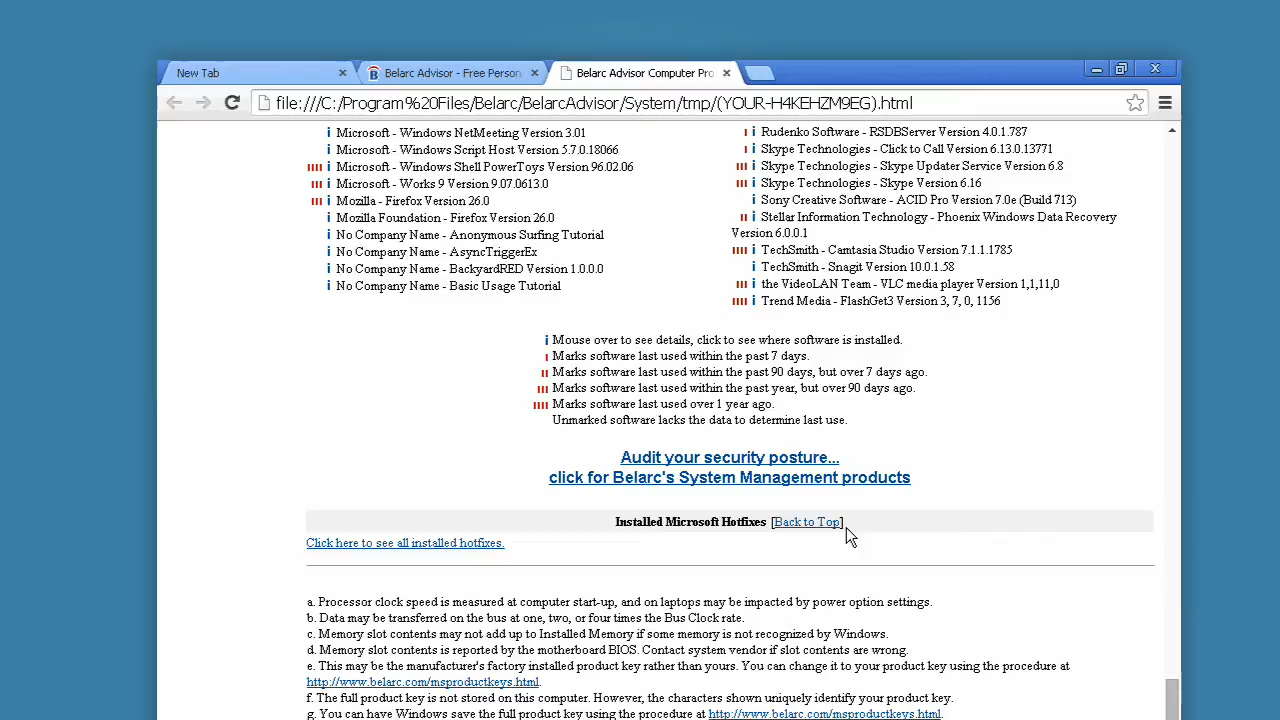 New Tab
Belarc Advisor - Free Person
Belarc Advisor Computer Pro
file:///C:/Program%20Files/Belarc/BelarcAdvisor/System/tmp/(YOUR-H4KEHZM9EG).html
i Microsoft - Windows NetMeeting Version 3.01
i Microsoft - Windows Script Host Version 5.7.0.18066
i Microsoft - Windows Shell PowerToys Version 96.02.06
i Microsoft - Works 9 Version 9.07.0613.0
i Mozilla - Firefox Version 26.0
i Mozilla Foundation - Firefox Version 26.0
i No Company Name - Anonymous Surfing Tutorial
i No Company Name - AsyncTriggerEx
i No Company Name - BackyardRED Version 1.0.0.0
i No Company Name - Basic Usage Tutorial
i Rudenko Software - RSDBServer Version 4.0.1.787
i Skype Technologies - Click to Call Version 6.13.0.13771
i Skype Technologies - Skype Updater Service Version 6.8
i Skype Technologies - Skype Version 6.16
i Sony Creative Software - ACID Pro Version 7.0e (Build 713)
i Stellar Information Technology - Phoenix Windows Data Recovery
Version 6.0.0.1
i TechSmith - Camtasia Studio Version 7.1.1.1785
i TechSmith - Snagit Version 10.0.1.58
i the VideoLAN Team - VLC media player Version 1,1,11,0
i Trend Media - FlashGet3 Version 3, 7, 0, 1156
i Mouse over to see details, click to see where software is installed.
Marks software last used within the past 7 days.
Marks software last used within the past 90 days, but over 7 days ago.
Marks software last used within the past year, but over 90 days ago.
Marks software last used over 1 year ago.
Unmarked software lacks the data to determine last use.
Audit your security posture...
click for Belarc's System Management products
Installed Microsoft Hotfixes [Back to Top]
Click here to see all installed hotfixes.
a. Processor clock speed is measured at computer start-up, and on laptops may be impacted by power option settings.
b. Data may be transferred on the bus at one, two, or four times the Bus Clock rate.
c. Memory slot contents may not add up to Installed Memory if some memory is not recognized by Windows.
d. Memory slot contents is reported by the motherboard BIOS. Contact system vendor if slot contents are wrong.
e. This may be the manufacturer's factory installed product key rather than yours. You can change it to your product key using the procedure at
http://www.belarc.com/msproductkeys.html.
f. The full product key is not stored on this computer. However, the characters shown uniquely identify your product key.
g. You can have Windows save the full product key using the procedure at http://www.belarc.com/msproductkeys.html.